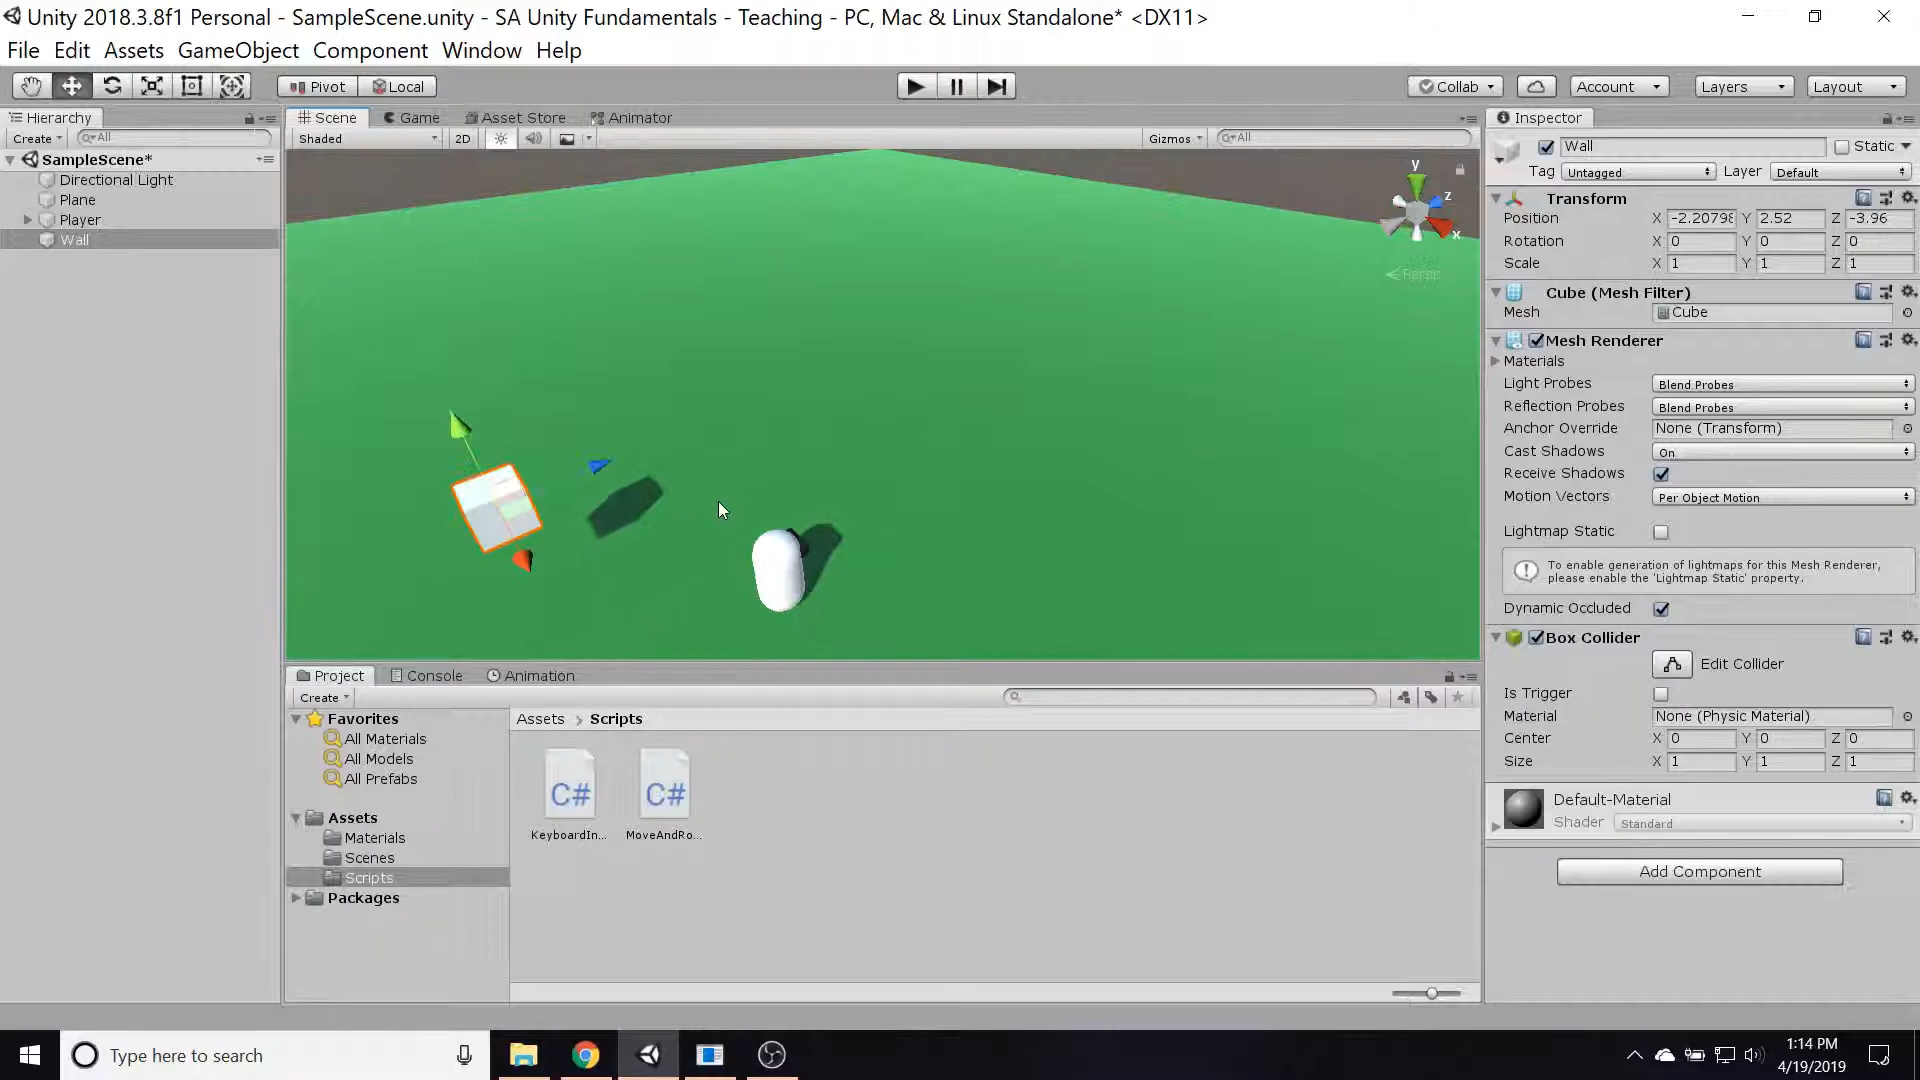 Unity 2018.3.8f1 Personal - SampleScene.unity - SA Unity Fundamentals - Teaching - PC, Mac & Linux Standalone* <DX11>
File Edit Assets GameObject Component Window Help
Pivot Local Collab Account Layers Layout
Hierarchy
Create All
SampleScene*
Directional Light
Plane
Player
Wall
Scene Game Asset Store Animator
Shaded 2D Gizmos All
y
z
x
Persp
Project Console Animation
Create
Favorites
All Materials
All Models
All Prefabs
Assets
Materials
Scenes
Scripts
Packages
Assets > Scripts
C# C#
KeyboardIn... MoveAndRo...
Inspector
Wall Static
Tag Untagged Layer Default
Transform
Position X -2.20798 Y 2.52 Z -3.96
Rotation X 0 Y 0 Z 0
Scale X 1 Y 1 Z 1
Cube (Mesh Filter)
Mesh Cube
Mesh Renderer
Materials
Light Probes Blend Probes
Reflection Probes Blend Probes
Anchor Override None (Transform)
Cast Shadows On
Receive Shadows
Motion Vectors Per Object Motion
Lightmap Static
To enable generation of lightmaps for this Mesh Renderer,
please enable the 'Lightmap Static' property.
Dynamic Occluded
Box Collider
Edit Collider
Is Trigger
Material None (Physic Material)
Center X 0 Y 0 Z 0
Size X 1 Y 1 Z 1
Default-Material
Shader Standard
Add Component
Type here to search
1:14 PM
4/19/2019